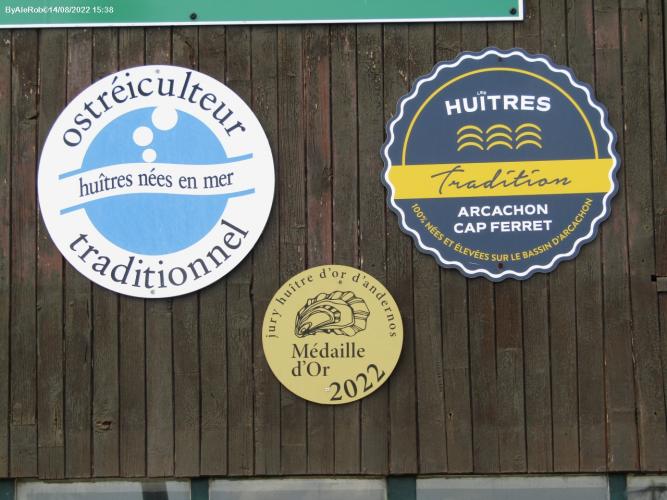 ByAleRob©14/08/2022 15:38
ostréiculteur
huîtres nées en mer
traditionnel
LES
HUÎTRES
Tradition
ARCACHON
CAP FERRET
100% NÉES ET ÉLEVÉES SUR LE BASSIN D'ARCACHON
jury huître d'or d'andernos
Médaille
d'Or
2022